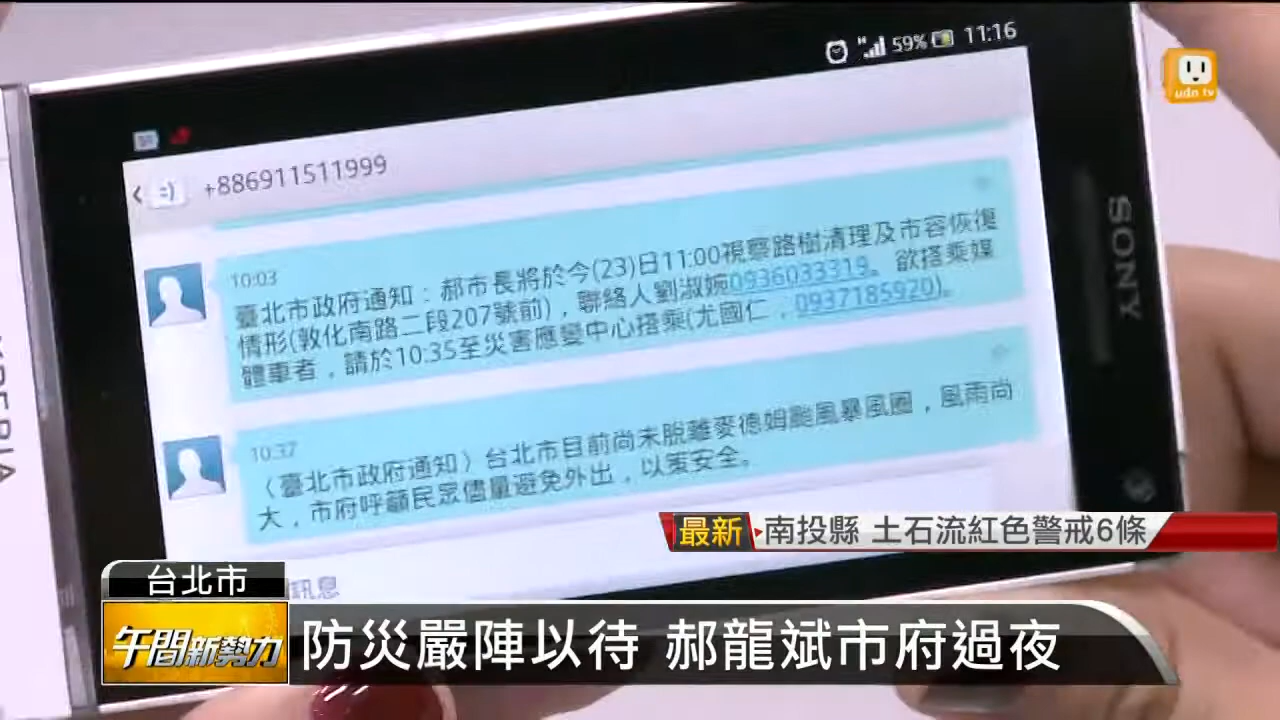 59% 11:16
udn tv
+886911511999
SONY
10:03
臺北市政府通知：郝市長將於今(23)日11:00視察路樹清理及市容恢復
情形(敦化南路二段207號前)，聯絡人劉淑婉0936033319。欲搭乘媒
體車者，請於10:35至災害應變中心搭乘(尤國仁，0937185920)。
10:37
〈臺北市政府通知〉台北市目前尚未脫離麥德姆颱風暴風圈，風雨尚
大，市府呼籲民眾儘量避免外出，以策安全。
訊息
XPERIA
最新 南投縣 土石流紅色警戒6條
台北市
午間新勢力
防災嚴陣以待 郝龍斌市府過夜